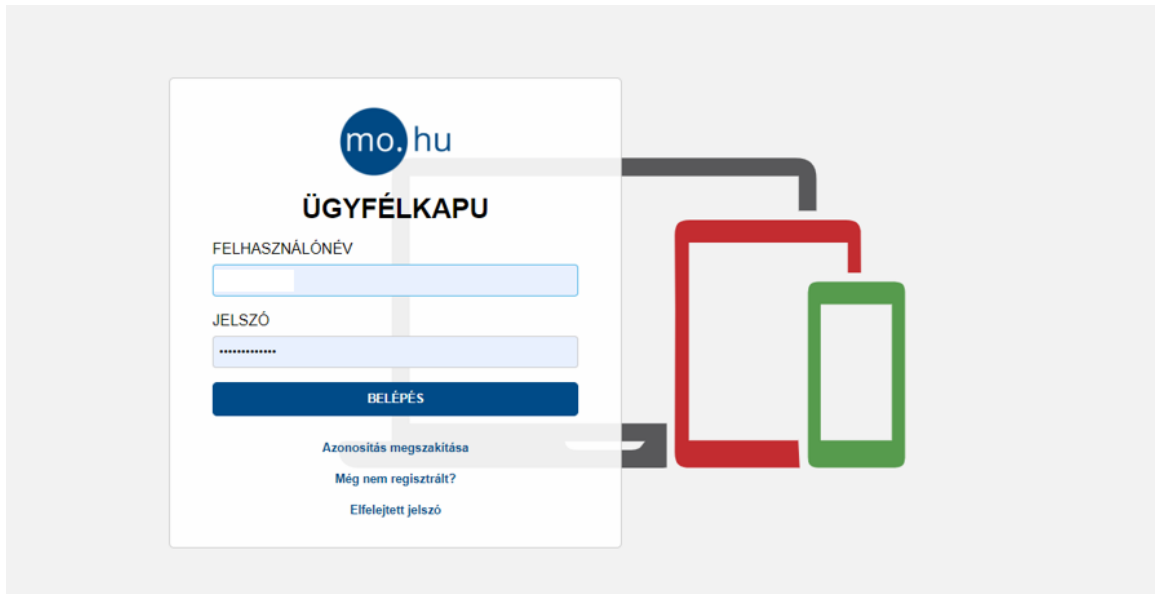 mo.hu
ÜGYFÉLKAPU
FELHASZNÁLÓNÉV
JELSZÓ
•••••••••••••
BELÉPÉS
Azonosítás megszakítása
Még nem regisztrált?
Elfelejtett jelszó